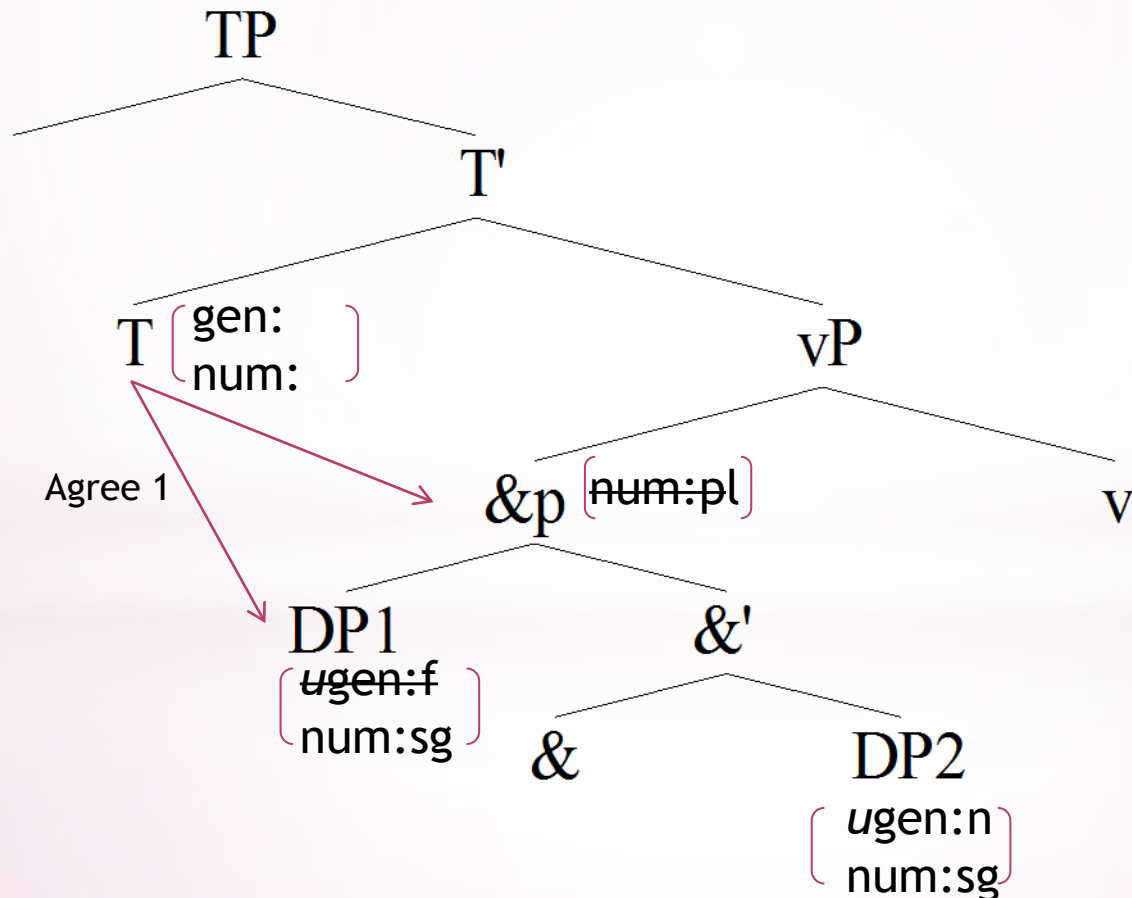 TP
T'
T
gen:
num:
vP
Agree 1
&p
num:pl
v
DP1
&'
ugen:f
num:sg
&
DP2
ugen:n
num:sg